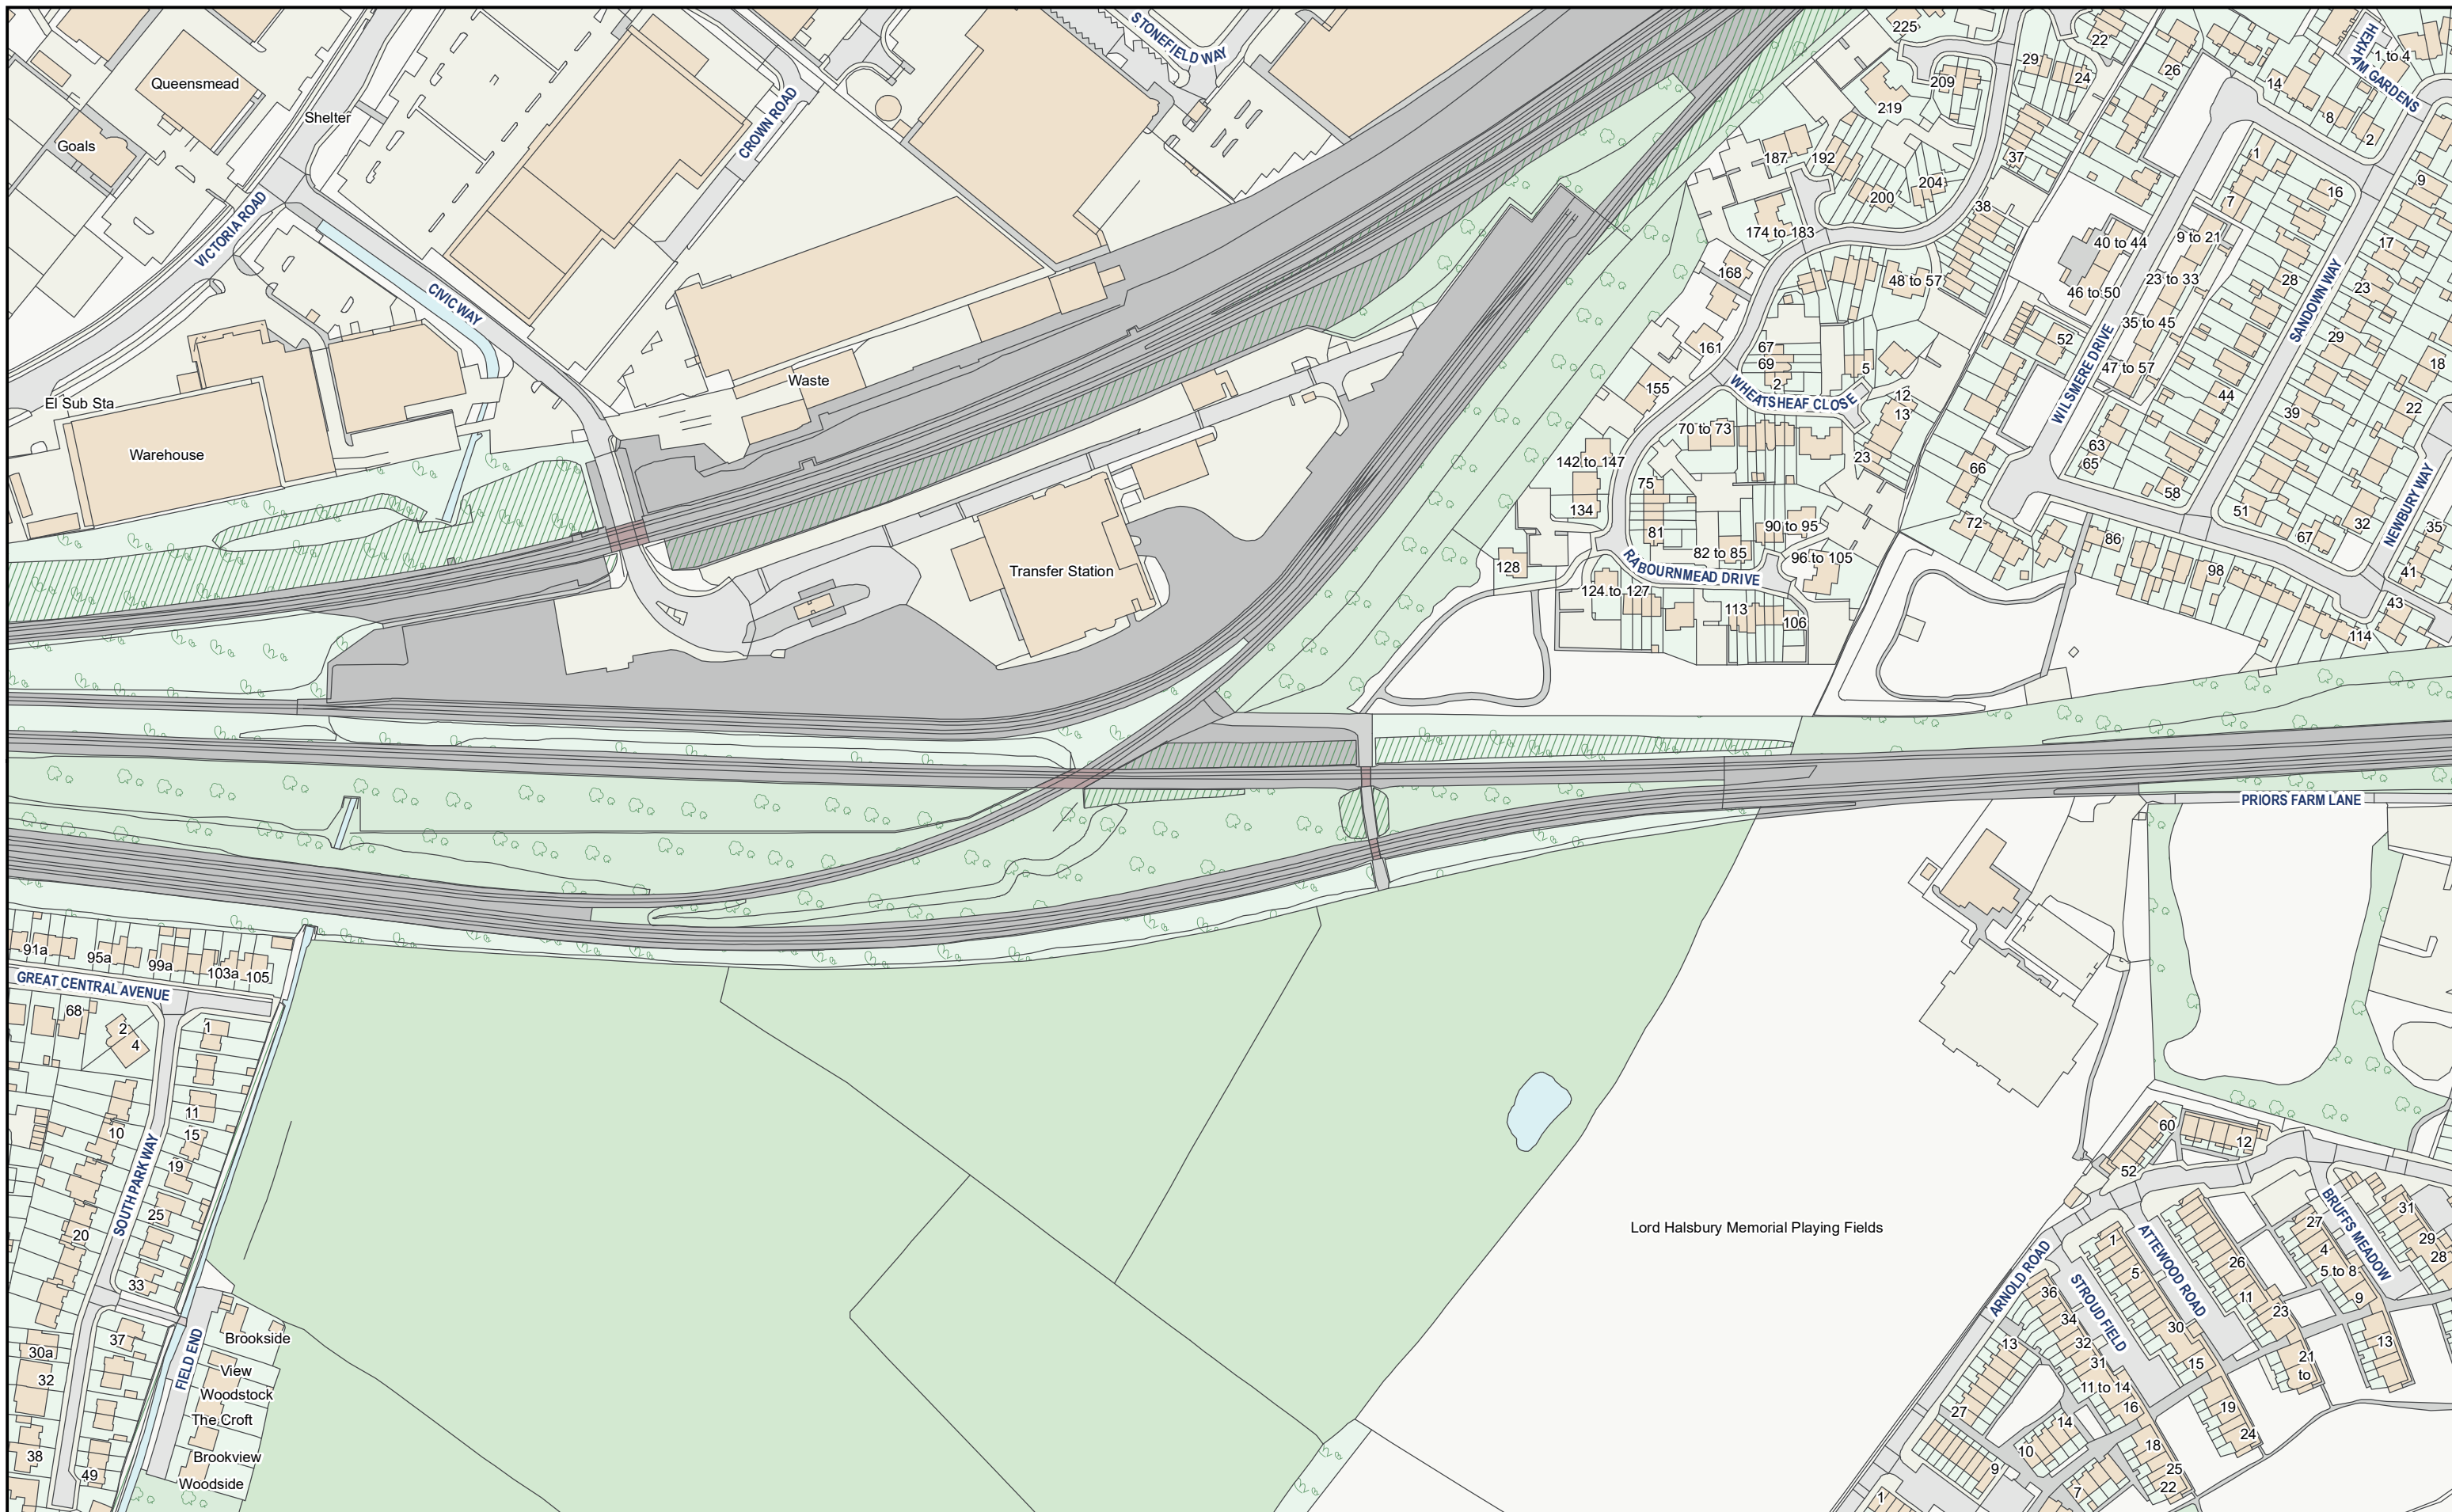 STONEFIELD WAY
225
22
HEXHAM GARDENS
1 to 4
Queensmead
29
24
26
14
209
219
8
2
Shelter
Goals
CROWN ROAD
187
192
37
1
204
200
16
9
7
38
174 to 183
VICTORIA ROAD
40 to 44
9 to 21
17
168
48 to 57
46 to 50
23 to 33
28
23
CIVIC WAY
SANDOWN WAY
35 to 45
29
52
161
67
69
2
5
47 to 57
18
WILSMERE DRIVE
Waste
155
WHEATSHEAF CLOSE
12
13
44
22
39
El Sub Sta
70 to 73
Warehouse
142 to 147
23
63
65
66
58
NEWBURY WAY
75
134
51
32
35
81
90 to 95
72
86
67
82 to 85
96 to 105
128
RABOURNMEAD DRIVE
98
41
Transfer Station
124 to 127
113
106
43
114
PRIORS FARM LANE
91a
95a
99a
103a
105
GREAT CENTRAL AVENUE
68
2
4
1
11
10
15
19
SOUTH PARK WAY
25
20
33
60
12
52
Lord Halsbury Memorial Playing Fields
BRUFFS MEADOW
31
27
29
28
4
5 to 8
9
ATTEWOOD ROAD
1
5
26
11
23
ARNOLD ROAD
STROUD FIELD
36
34
32
31
30
15
13
13
21
to
11 to 14
16
19
24
27
14
10
18
9
25
22
7
1
37
FIELD END
Brookside
View
Woodstock
The Croft
Brookview
Woodside
30a
32
38
49